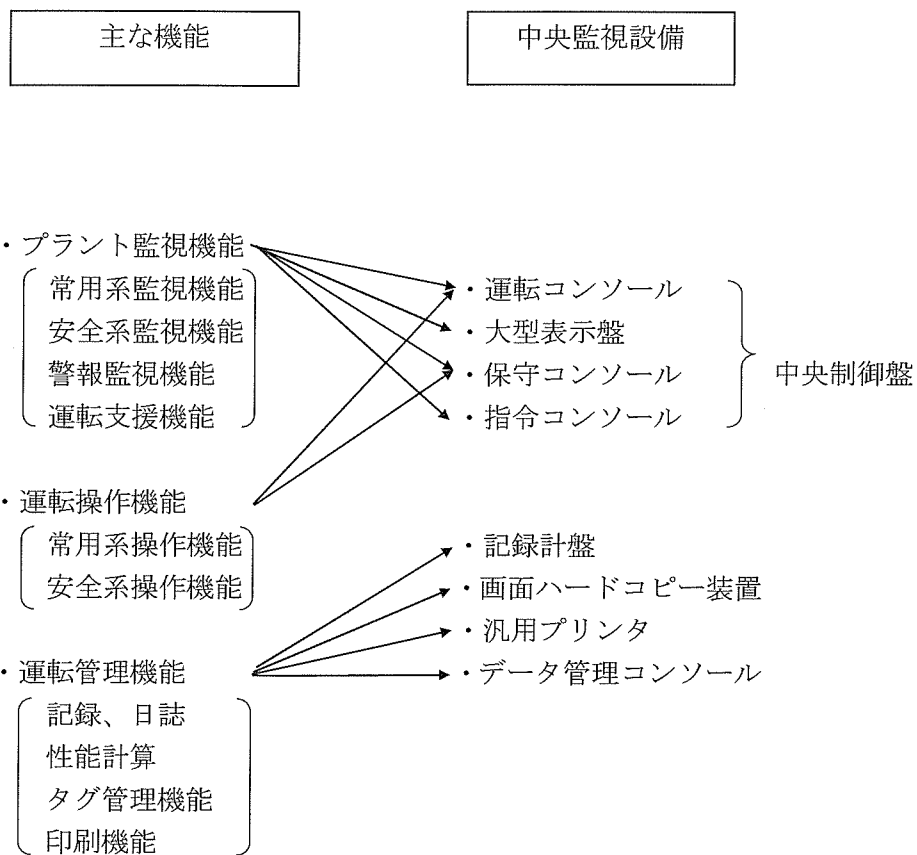 主な機能
中央監視設備
・プラント監視機能
常用系監視機能
安全系監視機能
警報監視機能
運転支援機能
・運転操作機能
常用系操作機能
安全系操作機能
・運転管理機能
記録、日誌
性能計算
タグ管理機能
印刷機能
・運転コンソール
・大型表示盤
・保守コンソール
・指令コンソール
中央制御盤
・記録計盤
・画面ハードコピー装置
・汎用プリンタ
・データ管理コンソール